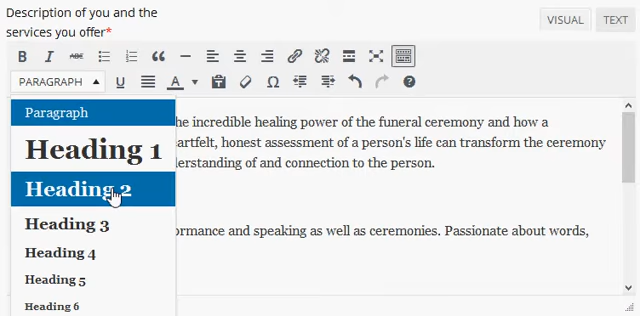 Description of you and the
services you offer*
VISUAL
TEXT
B I ABC
PARAGRAPH U A Ω ?
Paragraph
Heading 1
Heading 2
Heading 3
Heading 4
Heading 5
Heading 6
he incredible healing power of the funeral ceremony and how a
artfelt, honest assessment of a person's life can transform the ceremony
derstanding of and connection to the person.
ormance and speaking as well as ceremonies. Passionate about words,